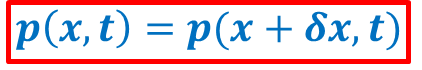 p(x, t) = p(x + δx, t)